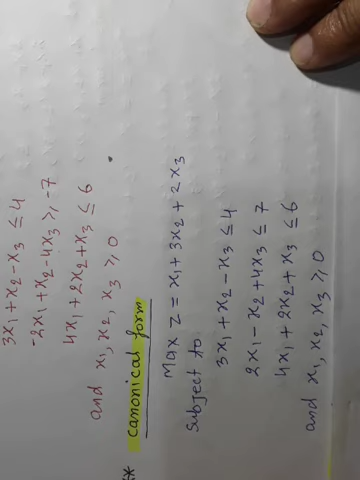 3x₁+x₂-x₃ ≤ 4
-2x₁+x₂-4x₃ ≥ -7
4x₁+2x₂+x₃ ≤ 6
and x₁, x₂, x₃ ≥ 0
** canonical form
Max Z = x₁+3x₂+2x₃
Subject to
3x₁+x₂-x₃ ≤ 4
2x₁-x₂+4x₃ ≤ 7
4x₁+2x₂+x₃ ≤ 6
and x₁, x₂, x₃ ≥ 0